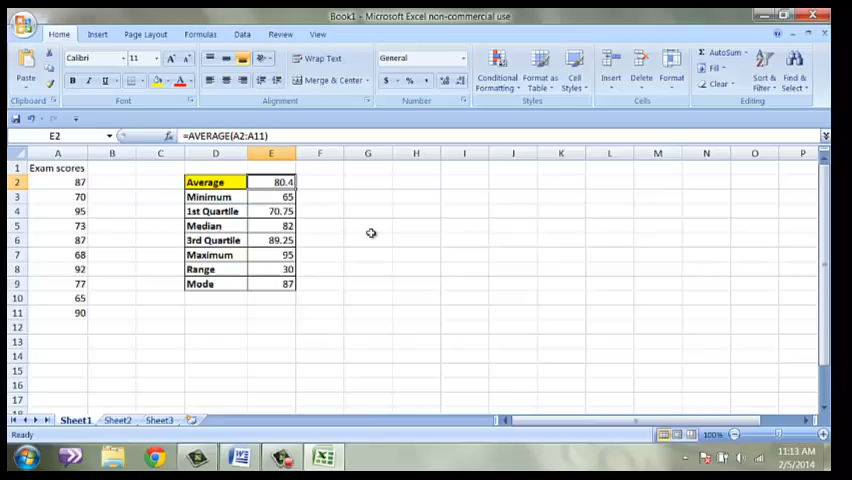 Book1 - Microsoft Excel non-commercial use
Home Insert Page Layout Formulas Data Review View
Calibri 11 A A Wrap Text General AutoSum
Fill
Paste B I U A Merge & Center $ % , Conditional Format as Cell Insert Delete Format Clear Sort & Find &
Formatting as Table Styles Filter Select
Clipboard Font Alignment Number Styles Cells Editing
E2 fx =AVERAGE(A2:A11)
A B C D E F G H I J K L M N O P
1 Exam scores
2 87 Average 80.4
3 70 Minimum 65
4 95 1st Quartile 70.75
5 73 Median 82
6 87 3rd Quartile 89.25
7 68 Maximum 95
8 92 Range 30
9 77 Mode 87
10 65
11 90
12
13
14
15
16
17
18
Sheet1 Sheet2 Sheet3
Ready 100%
11:13 AM
2/5/2014